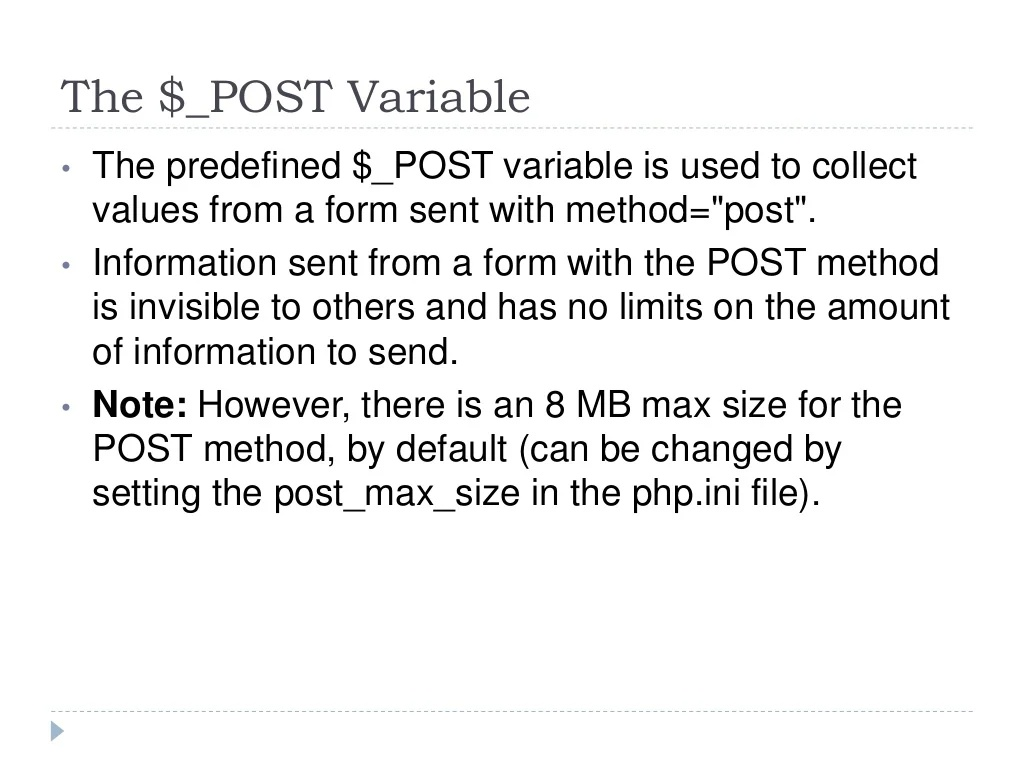 The $_POST Variable
• The predefined $_POST variable is used to collect
values from a form sent with method="post".
• Information sent from a form with the POST method
is invisible to others and has no limits on the amount
of information to send.
• Note: However, there is an 8 MB max size for the
POST method, by default (can be changed by
setting the post_max_size in the php.ini file).